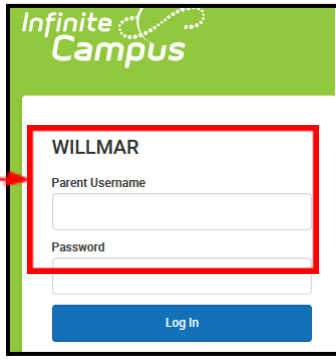 Infinite
Campus
WILLMAR
Parent Username
Password
Log In